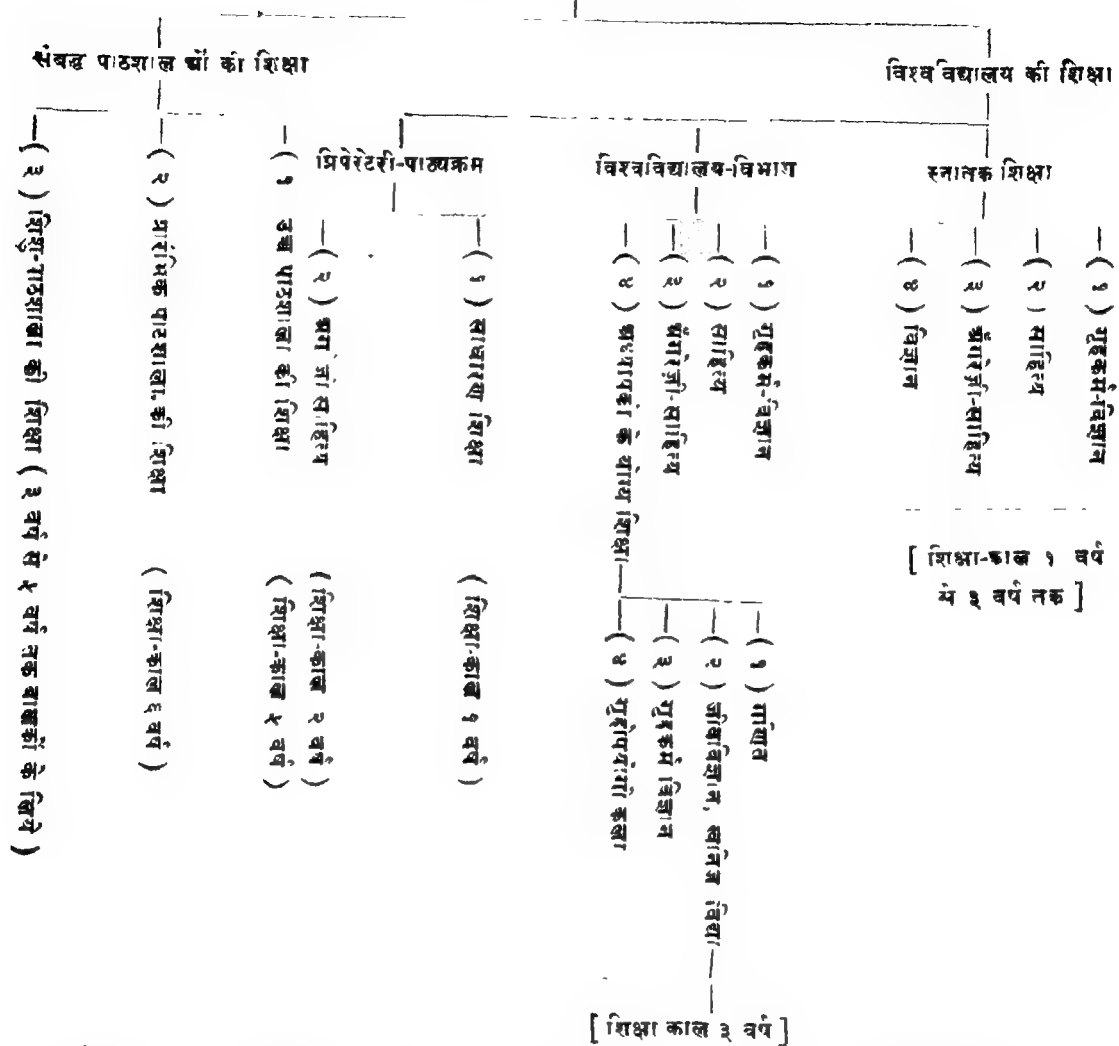 संबद्ध पाठशालाओं की शिक्षा
विश्वविद्यालय की शिक्षा
प्रिपेरेटरी-पाठ्यक्रम
विश्वविद्यालय-विभाग
स्नातक शिक्षा
( १ ) गृहकर्म-विज्ञान
( २ ) साहित्य
( ३ ) अँगरेज़ी-साहित्य
( ४ ) विज्ञान
[ शिक्षा-काल १ वर्ष
से ३ वर्ष तक ]
( १ ) गृहकर्म-विज्ञान
( २ ) साहित्य
( ३ ) अँगरेज़ी-साहित्य
( ४ ) अध्यापकों के योग्य शिक्षा
( १ ) गणित
( २ ) जीवविज्ञान, खनिज विद्या
( ३ ) गृहकर्म विज्ञान
( ४ ) गृहोपयोगी कला
[ शिक्षा काल ३ वर्ष ]
( १ ) साधारण शिक्षा (शिक्षा-काल १ वर्ष )
( २ ) अंगरेज़ी साहित्य (शिक्षा-काल २ वर्ष)
( १ उच्च पाठशाला की शिक्षा (शिक्षा-काल ५ वर्ष )
( २ ) प्रारंभिक पाठशाला की शिक्षा (शिक्षा-काल ६ वर्ष )
( ३ ) शिशु-पाठशाला की शिक्षा ( ३ वर्ष से ५ वर्ष तक बालकों के लिये )